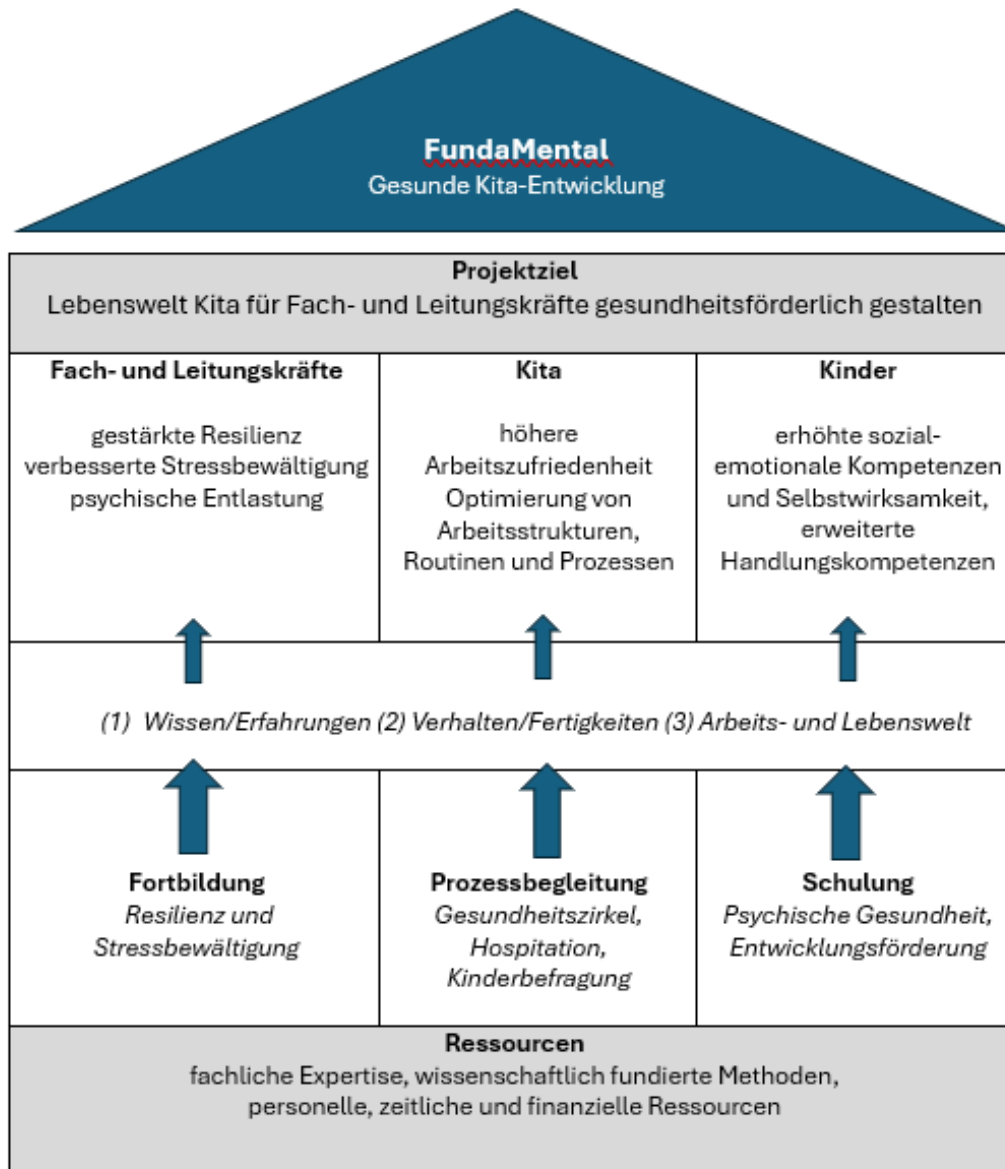 FundaMental
Gesunde Kita-Entwicklung
Projektziel
Lebenswelt Kita für Fach- und Leitungskräfte gesundheitsförderlich gestalten
Fach- und Leitungskräfte
gestärkte Resilienz
verbesserte Stressbewältigung
psychische Entlastung
Kita
höhere
Arbeitszufriedenheit
Optimierung von
Arbeitsstrukturen,
Routinen und Prozessen
Kinder
erhöhte sozial-
emotionale Kompetenzen
und Selbstwirksamkeit,
erweiterte
Handlungskompetenzen
(1) Wissen/Erfahrungen (2) Verhalten/Fertigkeiten (3) Arbeits- und Lebenswelt
Fortbildung
Resilienz und
Stressbewältigung
Prozessbegleitung
Gesundheitszirkel,
Hospitation,
Kinderbefragung
Schulung
Psychische Gesundheit,
Entwicklungsförderung
Ressourcen
fachliche Expertise, wissenschaftlich fundierte Methoden,
personelle, zeitliche und finanzielle Ressourcen